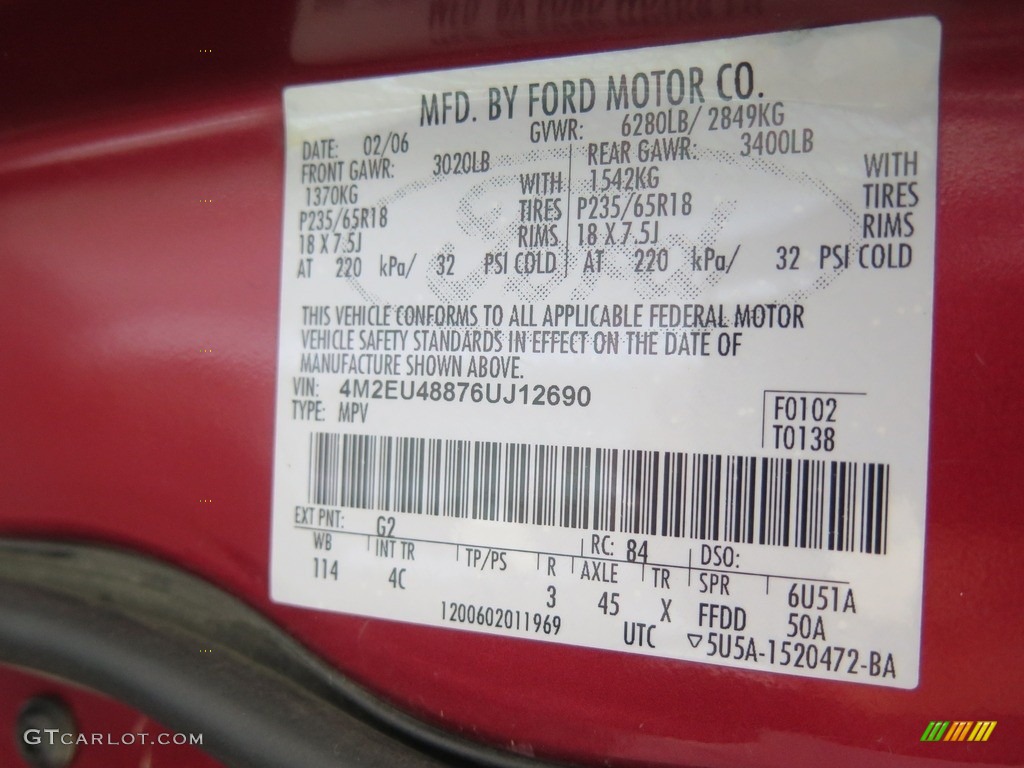 MFD. BY FORD MOTOR CO.
DATE: 02/06 GVWR: 6280LB/ 2849KG
FRONT GAWR: 3020LB REAR GAWR: 3400LB
1370KG WITH 1542KG WITH
P235/65R18 TIRES P235/65R18 TIRES
18 X 7.5J RIMS 18 X 7.5J RIMS
AT 220 kPa/ 32 PSI COLD AT 220 kPa/ 32 PSI COLD
THIS VEHICLE CONFORMS TO ALL APPLICABLE FEDERAL MOTOR
VEHICLE SAFETY STANDARDS IN EFFECT ON THE DATE OF
MANUFACTURE SHOWN ABOVE.
VIN: 4M2EU48876UJ12690
TYPE: MPV
F0102
T0138
EXT PNT: G2 RC: 84 DSO:
WB INT TR TP/PS R AXLE TR SPR 6U51A
114 4C 3 45 X FFDD 50A
1200602011969 UTC ▽5U5A-1520472-BA
GTCARLOT.COM